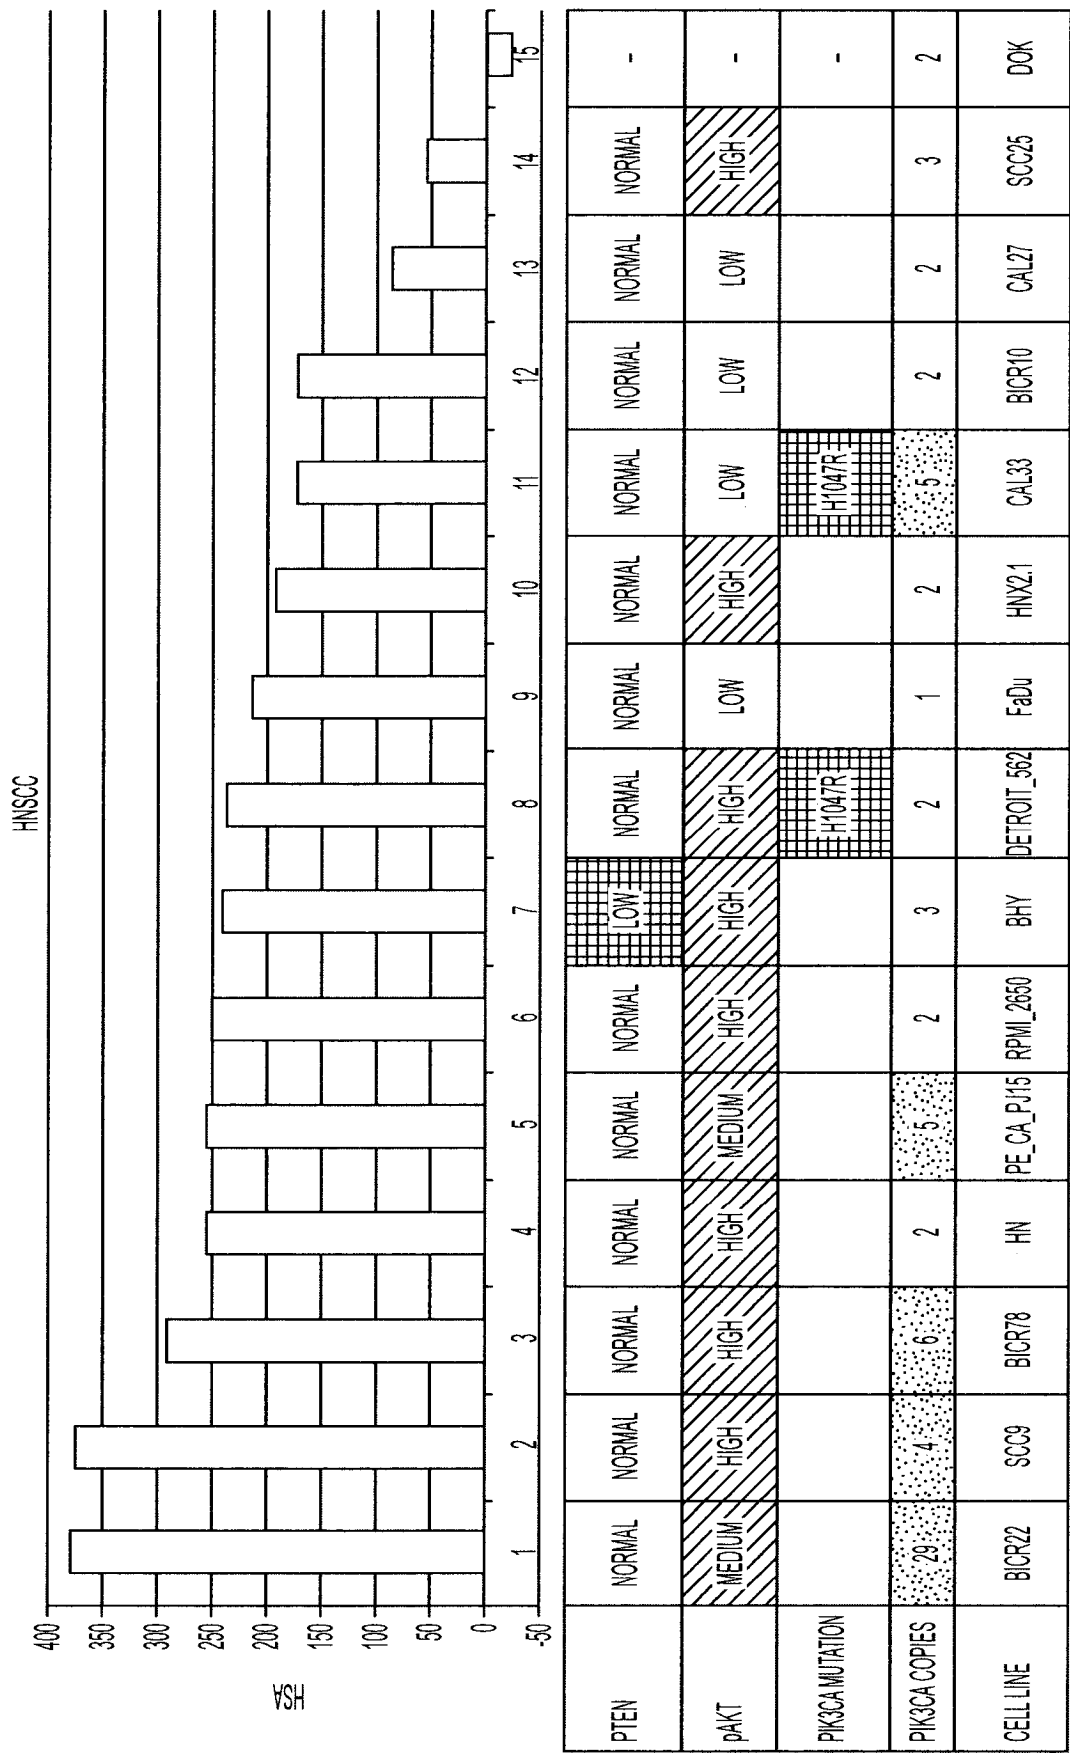 HNSCC
HSA
400
350
300
250
200
150
100
50
0
-50
1 2 3 4 5 6 7 8 9 10 11 12 13 14 15
PTEN NORMAL NORMAL NORMAL NORMAL NORMAL NORMAL LOW NORMAL NORMAL NORMAL NORMAL NORMAL NORMAL NORMAL -
pAKT MEDIUM HIGH HIGH HIGH MEDIUM HIGH HIGH HIGH LOW HIGH LOW LOW LOW HIGH -
PIK3CA MUTATION H1047R H1047R -
PIK3CA COPIES 29 4 6 2 5 2 3 2 1 2 5 2 2 3 2
CELL LINE BICR22 SCC9 BICR78 HN PE_CA_PJ15 RPMI_2650 BHY DETROIT_562 FaDu HNX2.1 CAL33 BICR10 CAL27 SCC25 DOK